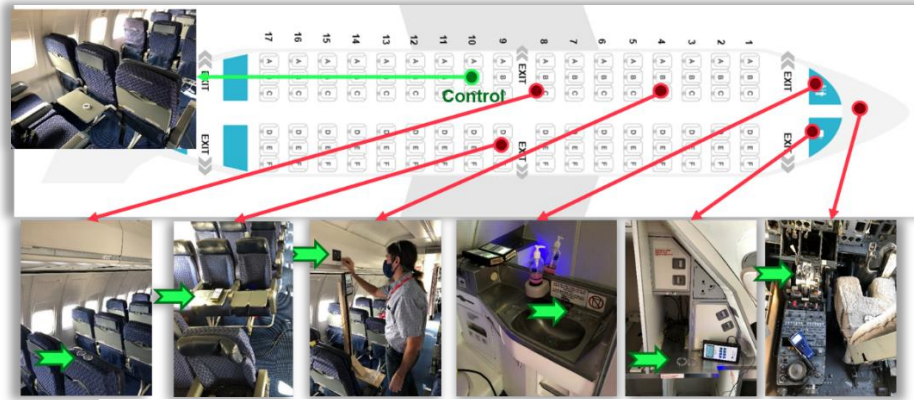 17 16 15 14 13 12 11 10 9 8 7 6 5 4 3 2 1
A A A A A A A A A A A A A A A A A
EXIT EXIT EXIT
B B B B B B B B B B B B B B
C C C C C C C C C C C C
Control
D D D D D D D D D D D D D D D D D
EXIT EXIT EXIT
E E E E E E E E E E E E E E E E E
F F F F F F F F F F F F F F F F F